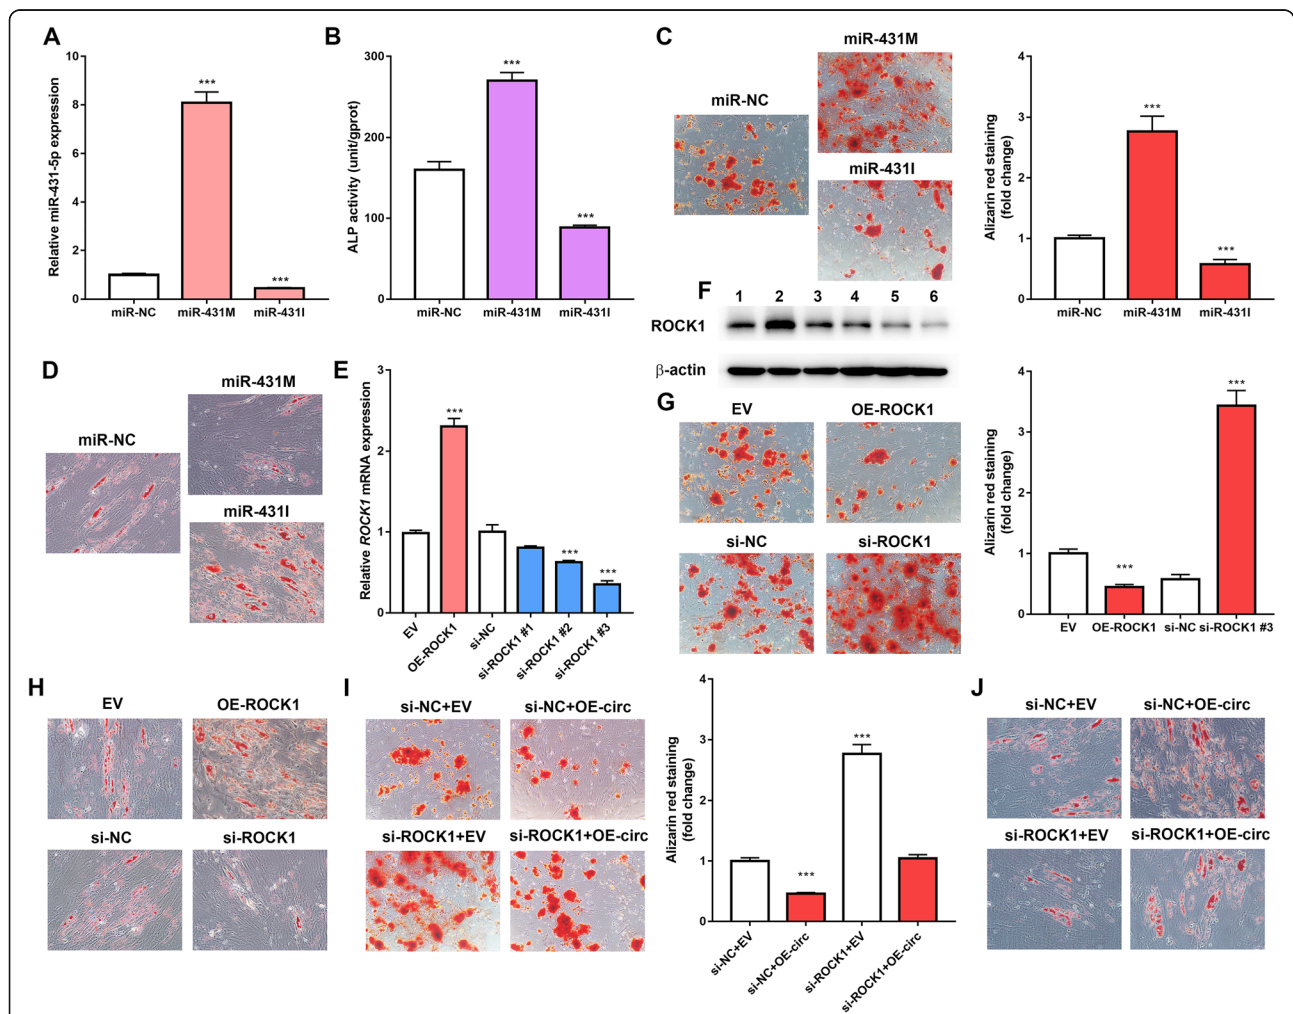 A
Relative miR-431-5p expression
10
8
6
4
2
0
***
***
miR-NC
miR-431M
miR-431I
B
ALP activity (unit/gprot)
300
200
100
0
***
***
miR-NC
miR-431M
miR-431I
C
miR-NC
miR-431M
miR-431I
Alizarin red staining
(fold change)
4
3
2
1
0
***
***
miR-NC
miR-431M
miR-431I
D
miR-NC
miR-431M
miR-431I
E
Relative ROCK1 mRNA expression
3
2
1
0
***
***
***
EV
OE-ROCK1
si-NC
si-ROCK1 #1
si-ROCK1 #2
si-ROCK1 #3
F
1 2 3 4 5 6
ROCK1
β-actin
G
EV
OE-ROCK1
si-NC
si-ROCK1
Alizarin red staining
(fold change)
4
3
2
1
0
***
***
EV
OE-ROCK1
si-NC
si-ROCK1 #3
H
EV
OE-ROCK1
si-NC
si-ROCK1
I
si-NC+EV
si-NC+OE-circ
si-ROCK1+EV
si-ROCK1+OE-circ
Alizarin red staining
(fold change)
4
3
2
1
0
***
***
si-NC+EV
si-NC+OE-circ
si-ROCK1+EV
si-ROCK1+OE-circ
J
si-NC+EV
si-NC+OE-circ
si-ROCK1+EV
si-ROCK1+OE-circ